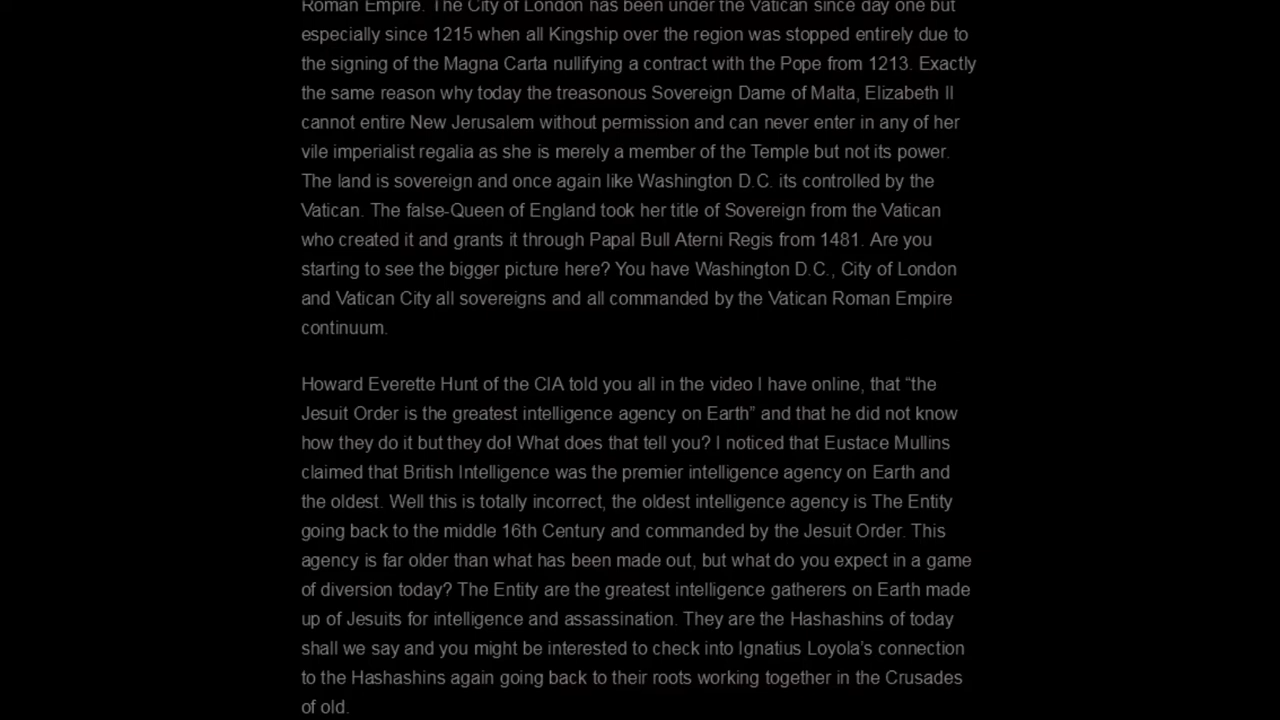 Roman Empire. The City of London has been under the Vatican since day one but
especially since 1215 when all Kingship over the region was stopped entirely due to
the signing of the Magna Carta nullifying a contract with the Pope from 1213. Exactly
the same reason why today the treasonous Sovereign Dame of Malta, Elizabeth II
cannot entire New Jerusalem without permission and can never enter in any of her
vile imperialist regalia as she is merely a member of the Temple but not its power.
The land is sovereign and once again like Washington D.C. its controlled by the
Vatican. The false-Queen of England took her title of Sovereign from the Vatican
who created it and grants it through Papal Bull Aterni Regis from 1481. Are you
starting to see the bigger picture here? You have Washington D.C., City of London
and Vatican City all sovereigns and all commanded by the Vatican Roman Empire
continuum.
Howard Everette Hunt of the CIA told you all in the video I have online, that “the
Jesuit Order is the greatest intelligence agency on Earth” and that he did not know
how they do it but they do! What does that tell you? I noticed that Eustace Mullins
claimed that British Intelligence was the premier intelligence agency on Earth and
the oldest. Well this is totally incorrect, the oldest intelligence agency is The Entity
going back to the middle 16th Century and commanded by the Jesuit Order. This
agency is far older than what has been made out, but what do you expect in a game
of diversion today? The Entity are the greatest intelligence gatherers on Earth made
up of Jesuits for intelligence and assassination. They are the Hashashins of today
shall we say and you might be interested to check into Ignatius Loyola’s connection
to the Hashashins again going back to their roots working together in the Crusades
of old.